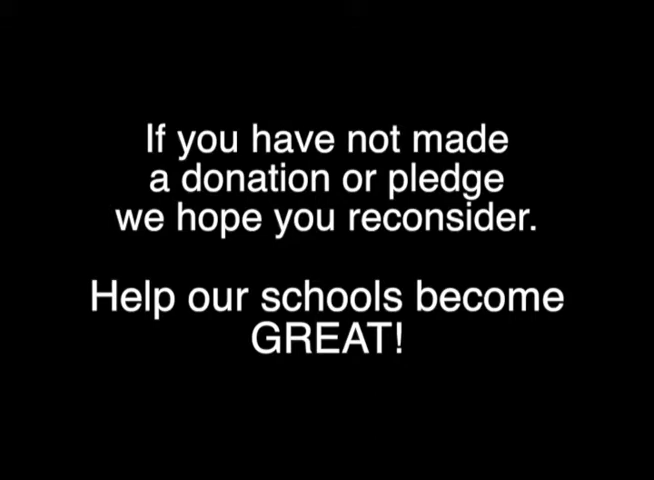 If you have not made
a donation or pledge
we hope you reconsider.
Help our schools become
GREAT!